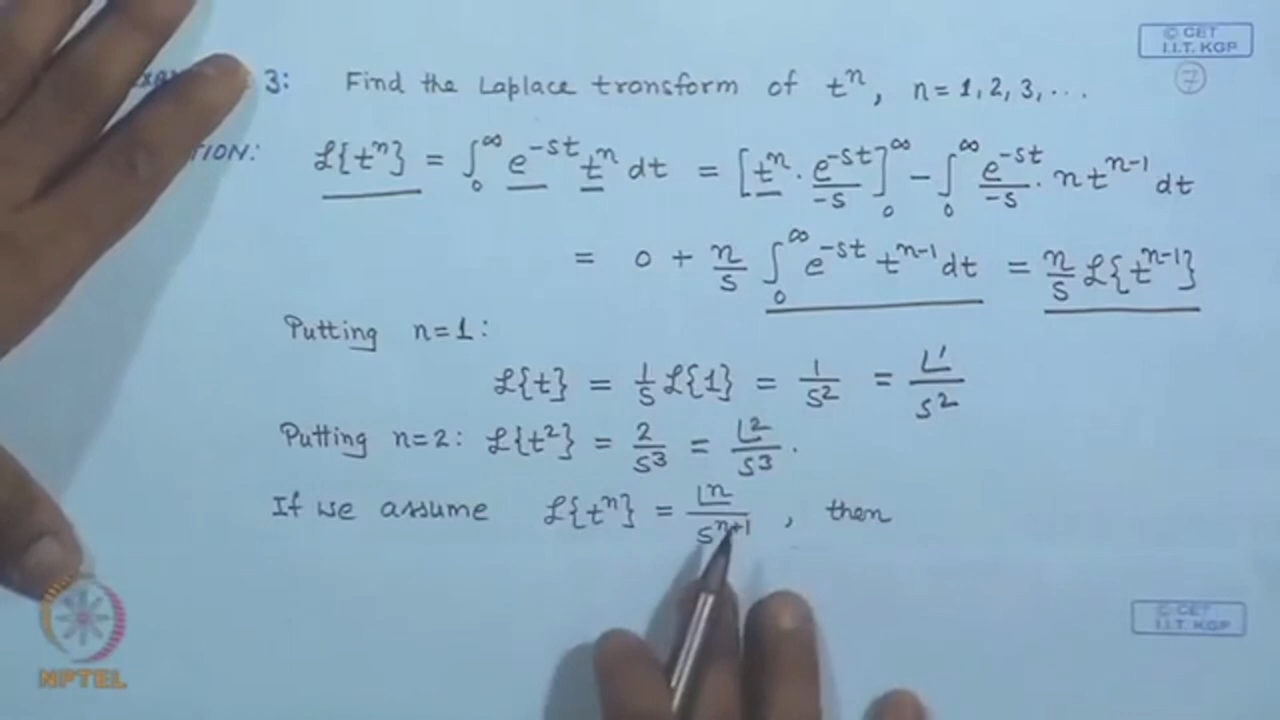 © CET
I.I.T. KGP
7
3: Find the Laplace transform of tⁿ, n = 1, 2, 3, ...
TION: ℒ{tⁿ} = ∫₀^∞ e^{-st} tⁿ dt = [tⁿ · e^{-st}/-s]₀^∞ - ∫₀^∞ e^{-st}/-s · n t^{n-1} dt
= 0 + n/s ∫₀^∞ e^{-st} t^{n-1} dt = n/s ℒ{t^{n-1}}
Putting n=1:
ℒ{t} = 1/s ℒ{1} = 1/s² = ∟1/s²
Putting n=2: ℒ{t²} = 2/s³ = ∟2/s³.
If we assume ℒ{tⁿ} = ∟n/s^{n+1}, then
© CET
I.I.T. KGP
NPTEL